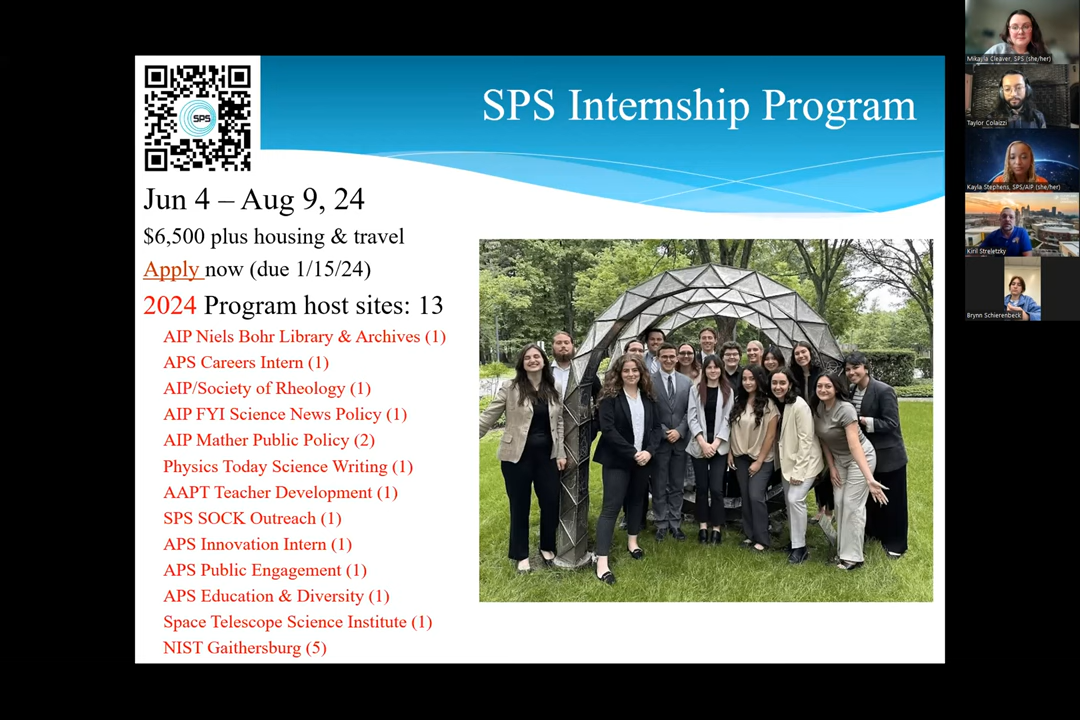 SPS
SPS Internship Program
Jun 4 – Aug 9, 24
$6,500 plus housing & travel
Apply now (due 1/15/24)
2024 Program host sites: 13
AIP Niels Bohr Library & Archives (1)
APS Careers Intern (1)
AIP/Society of Rheology (1)
AIP FYI Science News Policy (1)
AIP Mather Public Policy (2)
Physics Today Science Writing (1)
AAPT Teacher Development (1)
SPS SOCK Outreach (1)
APS Innovation Intern (1)
APS Public Engagement (1)
APS Education & Diversity (1)
Space Telescope Science Institute (1)
NIST Gaithersburg (5)
Mikayla Cleaver, SPS (she/her)
Taylor Colaizzi
Kayla Stephens, SPS/AIP (she/her)
Kiril Streletzky
Brynn Schierenbeck